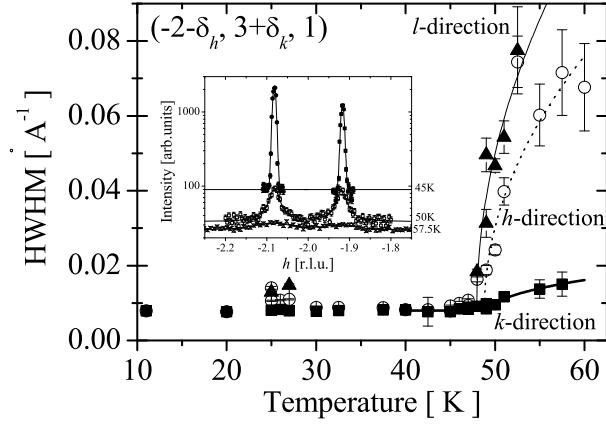 (-2-δh, 3+δk, 1)
l-direction
h-direction
k-direction
HWHM [ Å⁻¹ ]
0.08
0.06
0.04
0.02
0.00
10
20
30
40
50
60
Temperature [ K ]
Intensity [arb.units]
1000
100
45K
50K
57.5K
-2.2
-2.1
-2.0
-1.9
-1.8
h [r.l.u.]